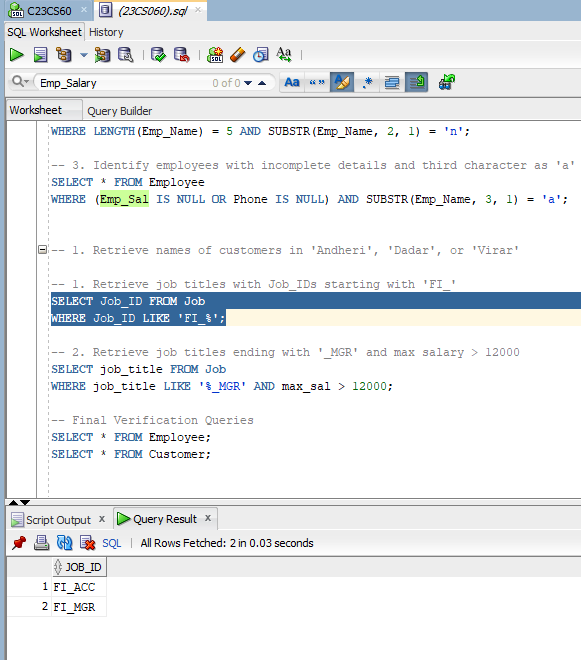 C23CS60 × (23CS060).sql ×
SQL Worksheet History
Emp_Salary 0 of 0 Aa “”
Worksheet Query Builder
WHERE LENGTH(Emp_Name) = 5 AND SUBSTR(Emp_Name, 2, 1) = 'n';
-- 3. Identify employees with incomplete details and third character as 'a'
SELECT * FROM Employee
WHERE (Emp_Sal IS NULL OR Phone IS NULL) AND SUBSTR(Emp_Name, 3, 1) = 'a';
-- 1. Retrieve names of customers in 'Andheri', 'Dadar', or 'Virar'
-- 1. Retrieve job titles with Job_IDs starting with 'FI_'
SELECT Job_ID FROM Job
WHERE Job_ID LIKE 'FI_%';
-- 2. Retrieve job titles ending with '_MGR' and max salary > 12000
SELECT job_title FROM Job
WHERE job_title LIKE '%_MGR' AND max_sal > 12000;
-- Final Verification Queries
SELECT * FROM Employee;
SELECT * FROM Customer;
Script Output × Query Result ×
SQL | All Rows Fetched: 2 in 0.03 seconds
JOB_ID
1 FI_ACC
2 FI_MGR